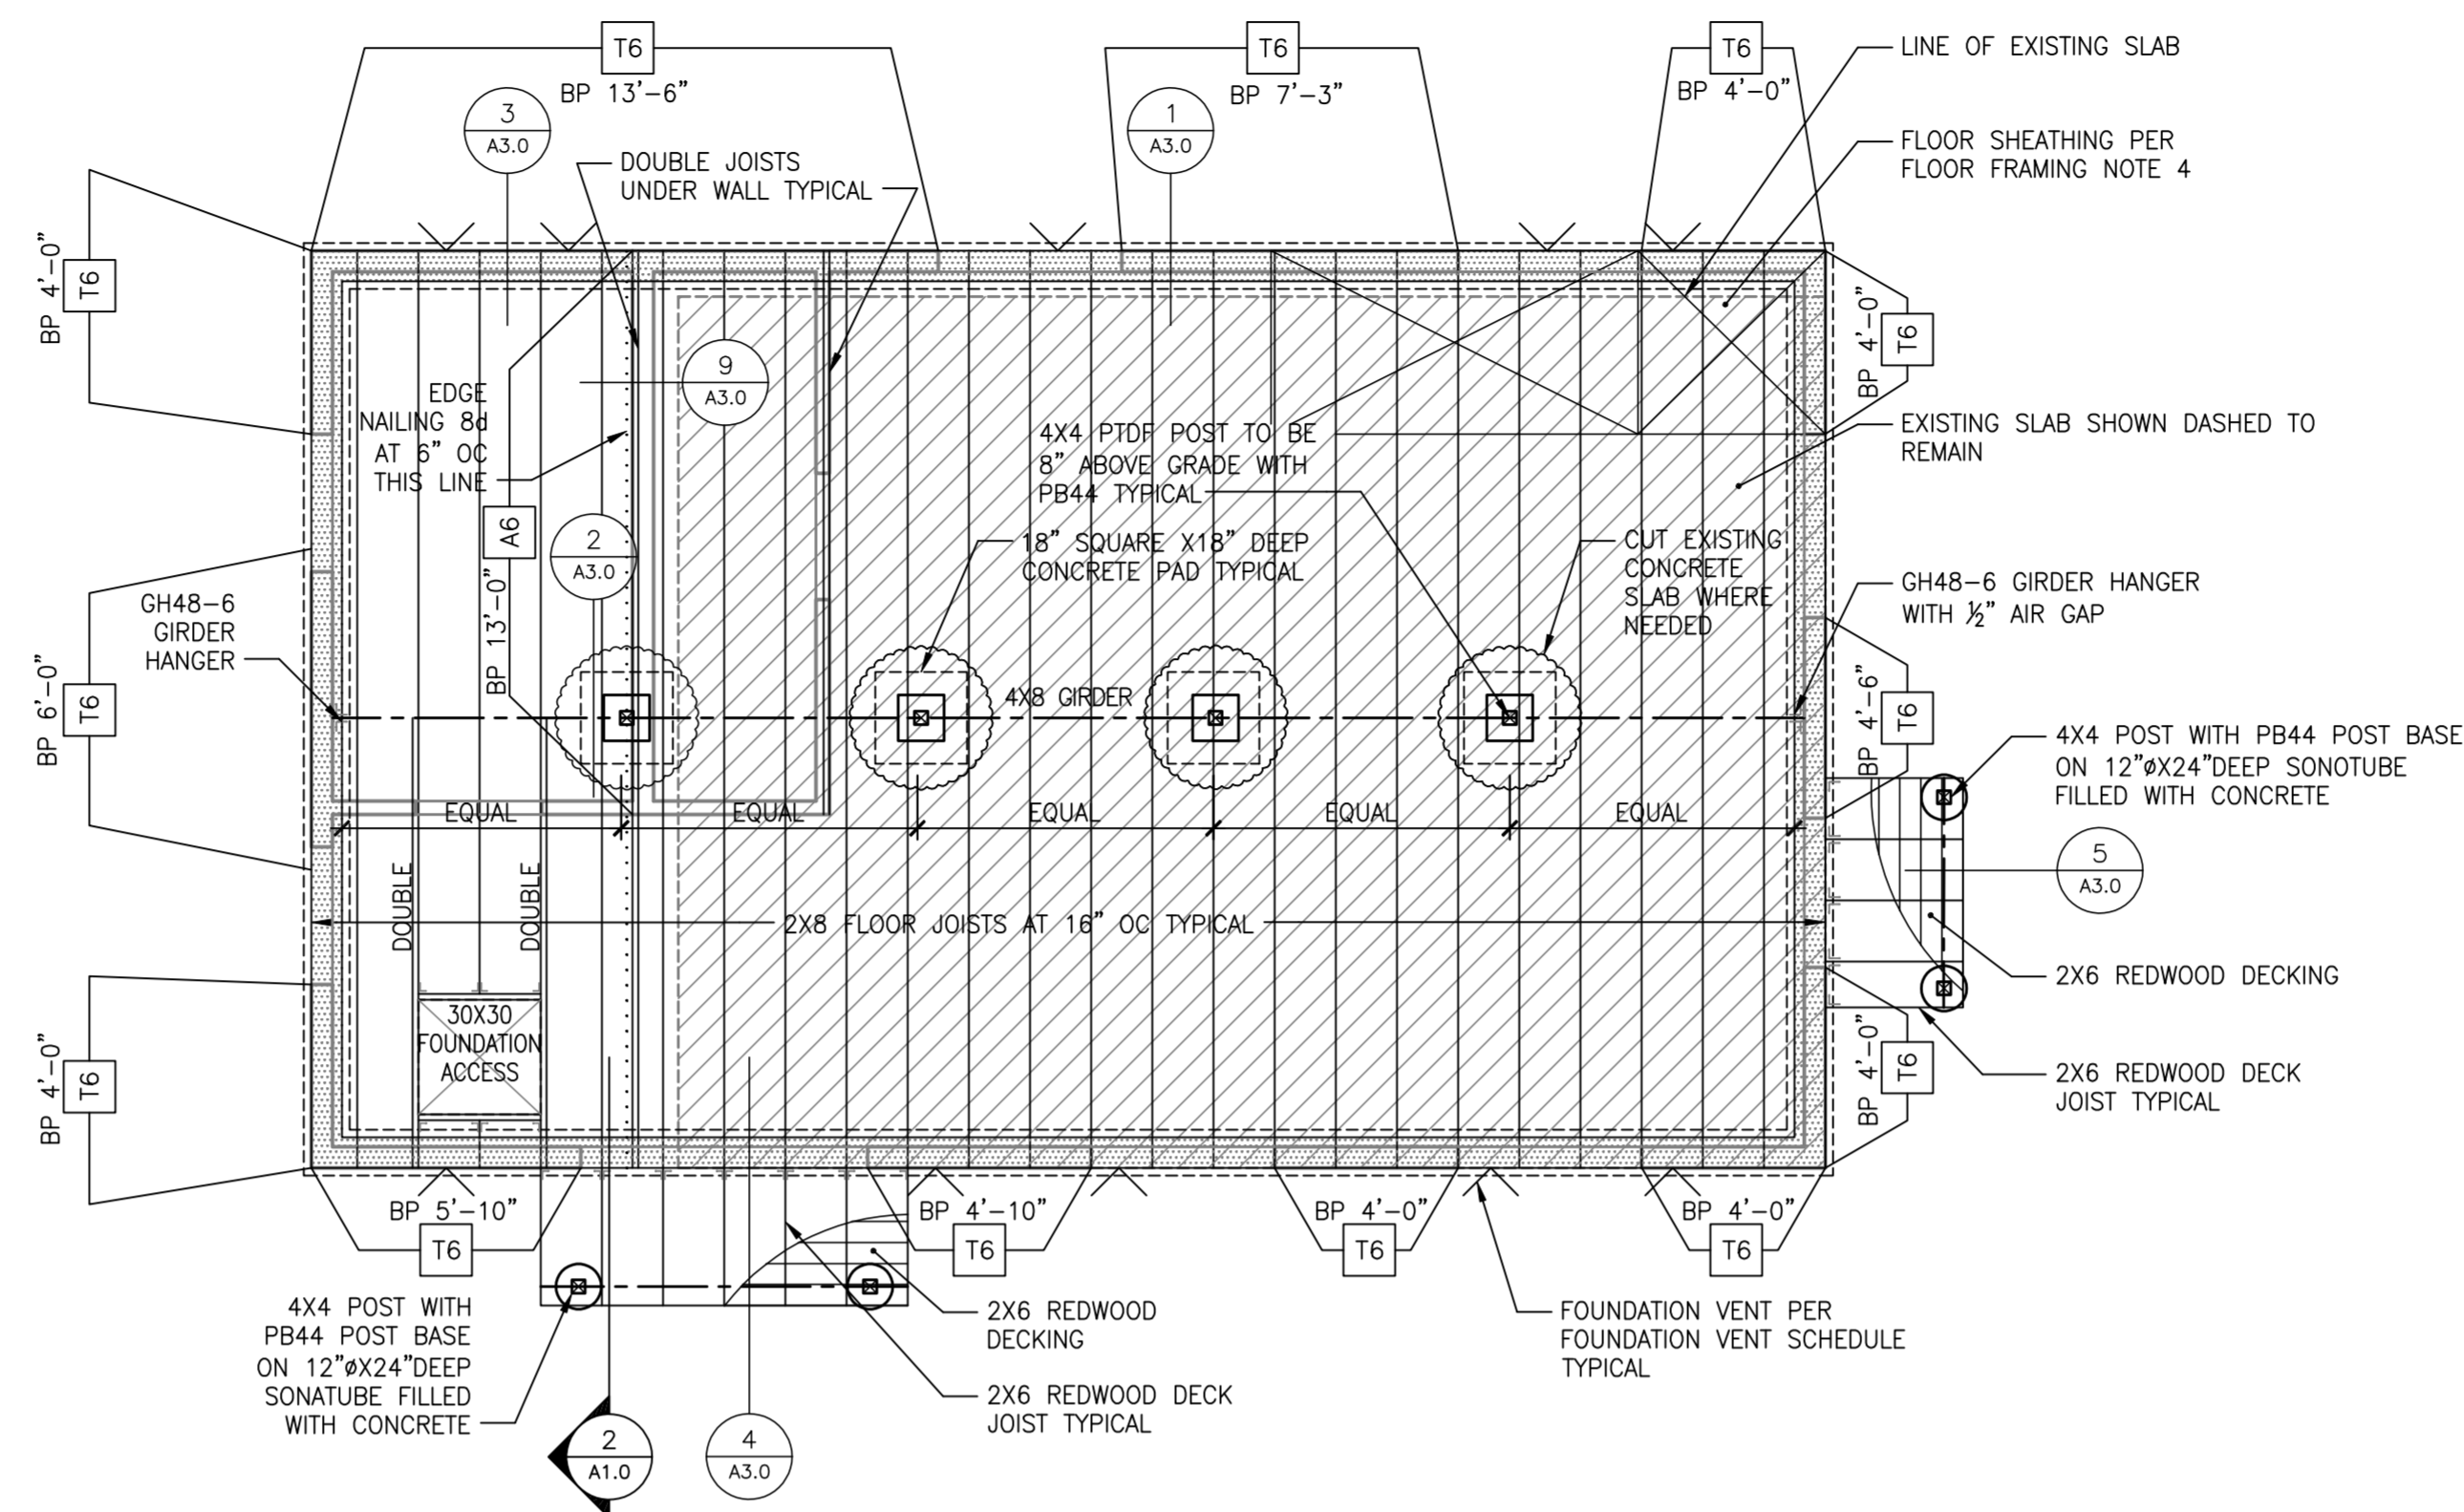 T6
BP 13'-6"
T6
BP 7'-3"
T6
BP 4'-0"
LINE OF EXISTING SLAB
3
A3.0
1
A3.0
FLOOR SHEATHING PER
FLOOR FRAMING NOTE 4
DOUBLE JOISTS
UNDER WALL TYPICAL
BP 4'-0"
T6
BP 4'-0"
T6
9
A3.0
EDGE
NAILING 8d
AT 6" OC
THIS LINE
4X4 PTDF POST TO BE
8" ABOVE GRADE WITH
PB44 TYPICAL
EXISTING SLAB SHOWN DASHED TO
REMAIN
A6
BP 13'-0"
2
A3.0
18" SQUARE X18" DEEP
CONCRETE PAD TYPICAL
CUT EXISTING
CONCRETE
SLAB WHERE
NEEDED
GH48-6 GIRDER HANGER
WITH ½" AIR GAP
GH48-6
GIRDER
HANGER
BP 6'-0"
T6
4X8 GIRDER
BP 4'-6"
T6
4X4 POST WITH PB44 POST BASE
ON 12"øX24"DEEP SONOTUBE
FILLED WITH CONCRETE
EQUAL
EQUAL
EQUAL
EQUAL
EQUAL
5
A3.0
DOUBLE
DOUBLE
2X8 FLOOR JOISTS AT 16" OC TYPICAL
2X6 REDWOOD DECKING
30X30
FOUNDATION
ACCESS
BP 4'-0"
T6
BP 4'-0"
T6
2X6 REDWOOD DECK
JOIST TYPICAL
BP 5'-10"
T6
BP 4'-10"
T6
BP 4'-0"
T6
BP 4'-0"
T6
4X4 POST WITH
PB44 POST BASE
ON 12"øX24"DEEP
SONATUBE FILLED
WITH CONCRETE
2X6 REDWOOD
DECKING
2X6 REDWOOD DECK
JOIST TYPICAL
FOUNDATION VENT PER
FOUNDATION VENT SCHEDULE
TYPICAL
2
A1.0
4
A3.0